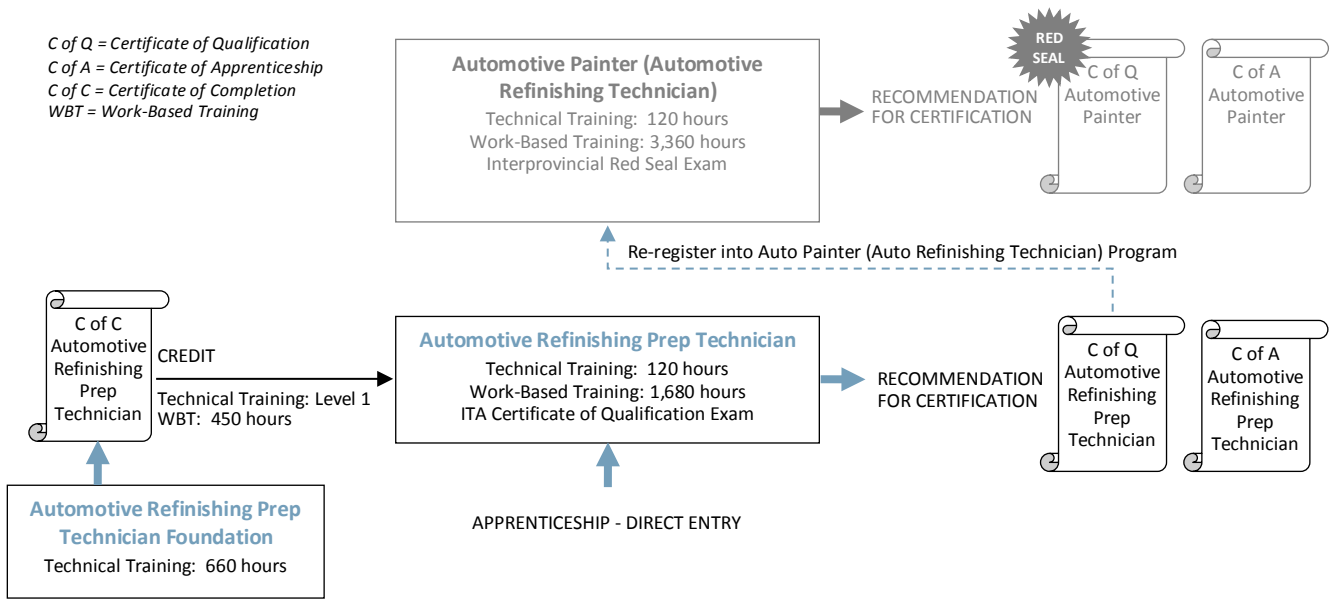 C of Q = Certificate of Qualification
C of A = Certificate of Apprenticeship
C of C = Certificate of Completion
WBT = Work-Based Training
Automotive Painter (Automotive
Refinishing Technician)
Technical Training: 120 hours
Work-Based Training: 3,360 hours
Interprovincial Red Seal Exam
RECOMMENDATION
FOR CERTIFICATION
RED
SEAL
C of Q
Automotive
Painter
C of A
Automotive
Painter
Re-register into Auto Painter (Auto Refinishing Technician) Program
C of C
Automotive
Refinishing
Prep
Technician
CREDIT
Technical Training: Level 1
WBT: 450 hours
Automotive Refinishing Prep Technician
Technical Training: 120 hours
Work-Based Training: 1,680 hours
ITA Certificate of Qualification Exam
RECOMMENDATION
FOR CERTIFICATION
C of Q
Automotive
Refinishing
Prep
Technician
C of A
Automotive
Refinishing
Prep
Technician
Automotive Refinishing Prep
Technician Foundation
Technical Training: 660 hours
APPRENTICESHIP - DIRECT ENTRY